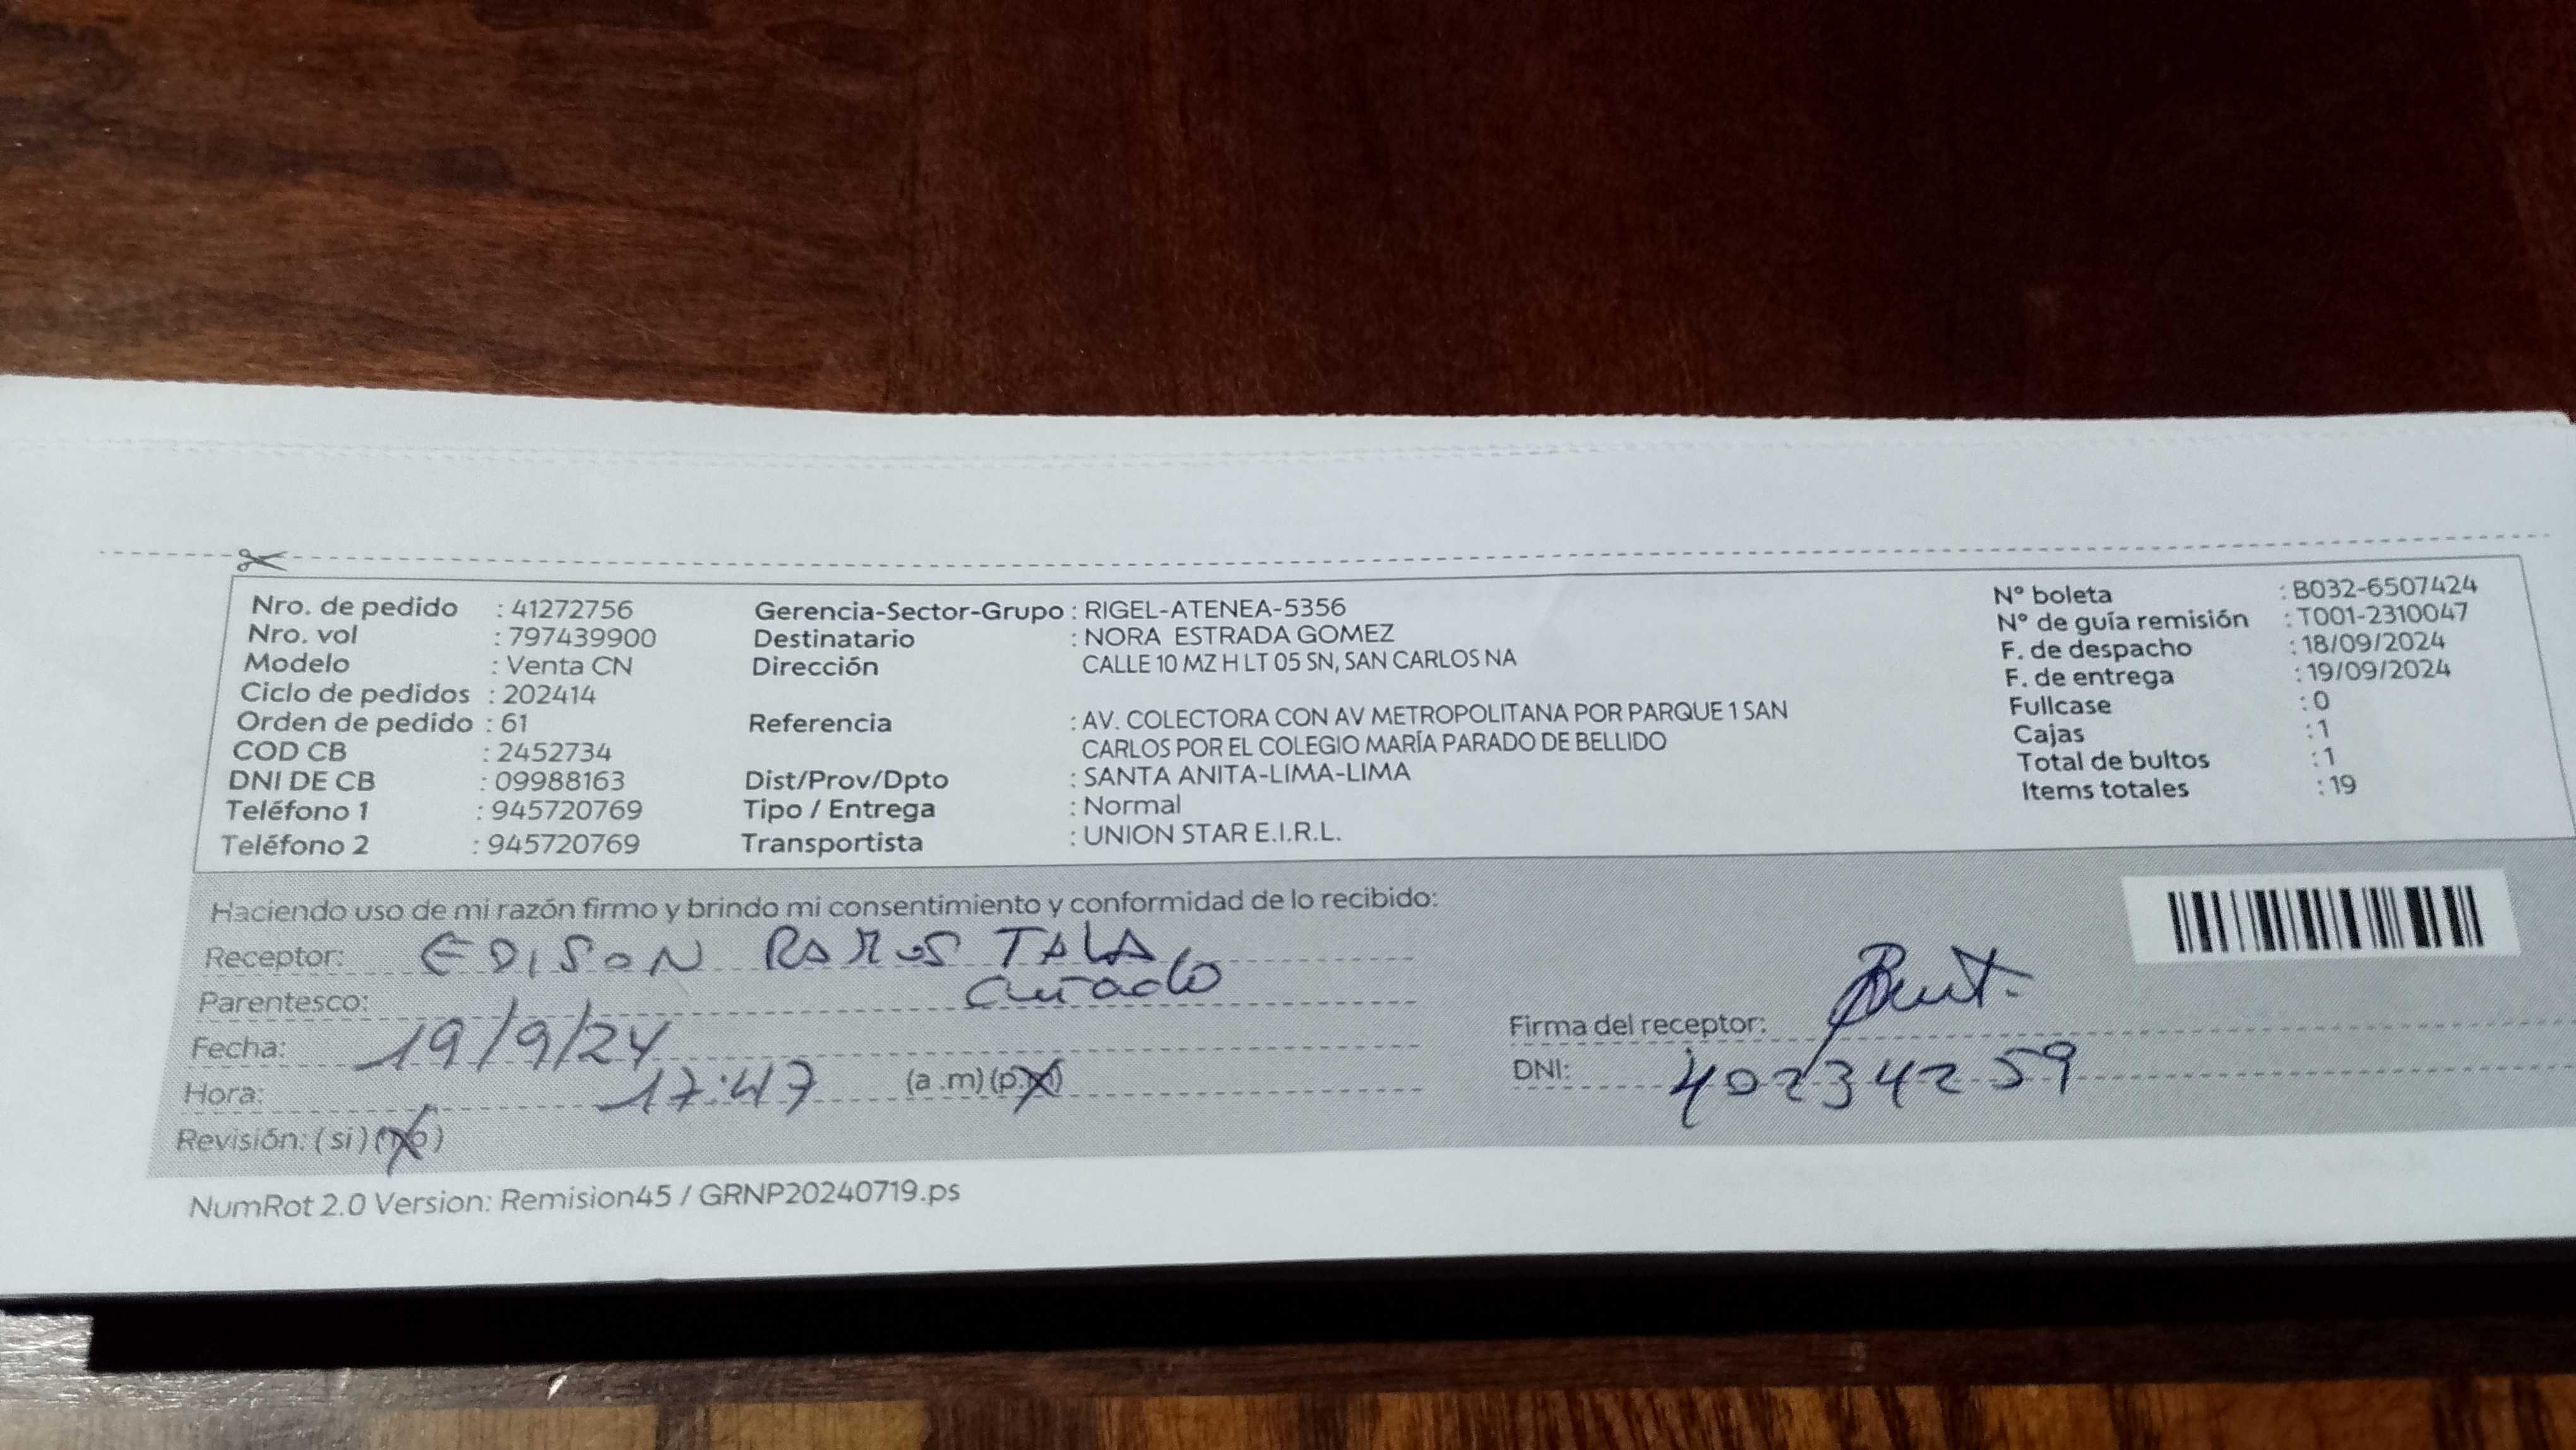 Nro. de pedido : 41272756
Nro. vol : 797439900
Modelo : Venta CN
Ciclo de pedidos : 202414
Orden de pedido : 61
COD CB : 2452734
DNI DE CB : 09988163
Teléfono 1 : 945720769
Teléfono 2 : 945720769
Gerencia-Sector-Grupo : RIGEL-ATENEA-5356
Destinatario : NORA ESTRADA GOMEZ
Dirección CALLE 10 MZ H LT 05 SN, SAN CARLOS NA
Referencia : AV. COLECTORA CON AV METROPOLITANA POR PARQUE 1 SAN
CARLOS POR EL COLEGIO MARÍA PARADO DE BELLIDO
Dist/Prov/Dpto : SANTA ANITA-LIMA-LIMA
Tipo / Entrega : Normal
Transportista : UNION STAR E.I.R.L.
N° boleta : B032-6507424
N° de guía remisión : T001-2310047
F. de despacho : 18/09/2024
F. de entrega : 19/09/2024
Fullcase : 0
Cajas : 1
Total de bultos : 1
Items totales : 19
Haciendo uso de mi razón firmo y brindo mi consentimiento y conformidad de lo recibido:
Receptor: EDISON RAMOS TALA
Parentesco: Cuñado
Fecha: 19/9/24
Hora: 17:47 (a .m) (p.m)
Revisión: (si) (no)
Firma del receptor:
DNI: 40234259
NumRot 2.0 Version: Remision45 / GRNP20240719.ps